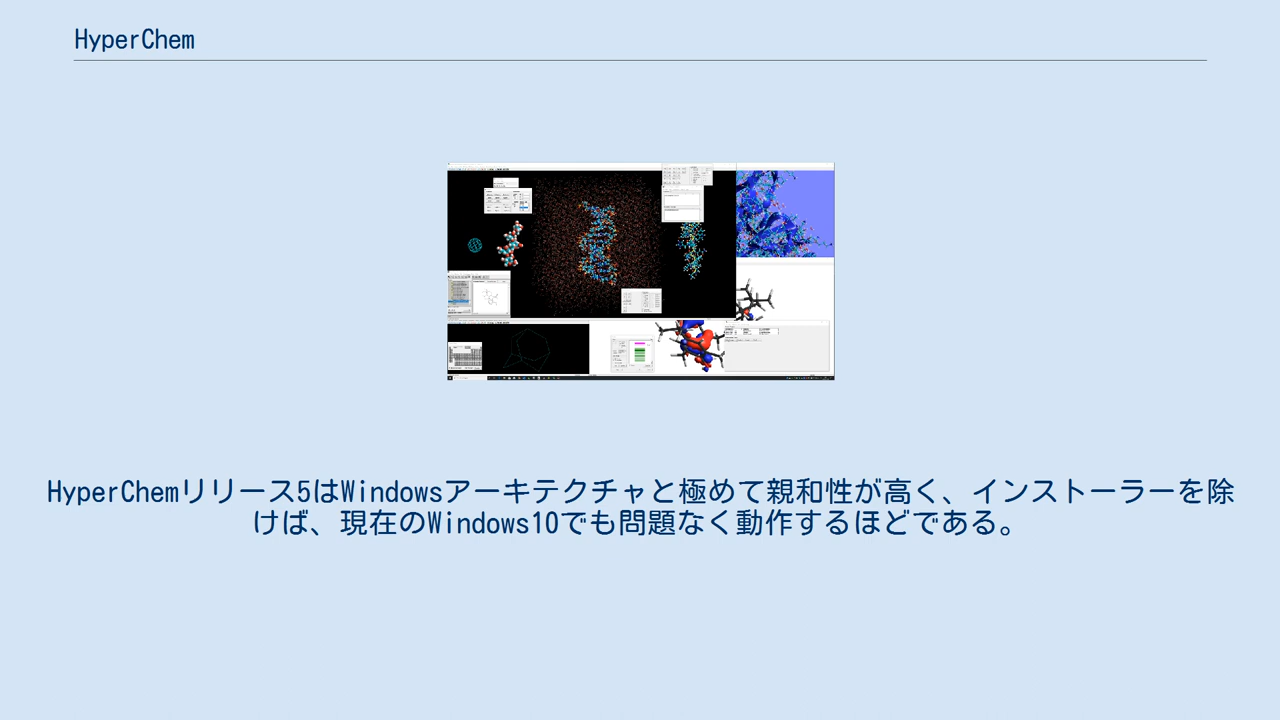 HyperChem
HyperChemリリース5はWindowsアーキテクチャと極めて親和性が高く、インストーラーを除
けば、現在のWindows10でも問題なく動作するほどである。